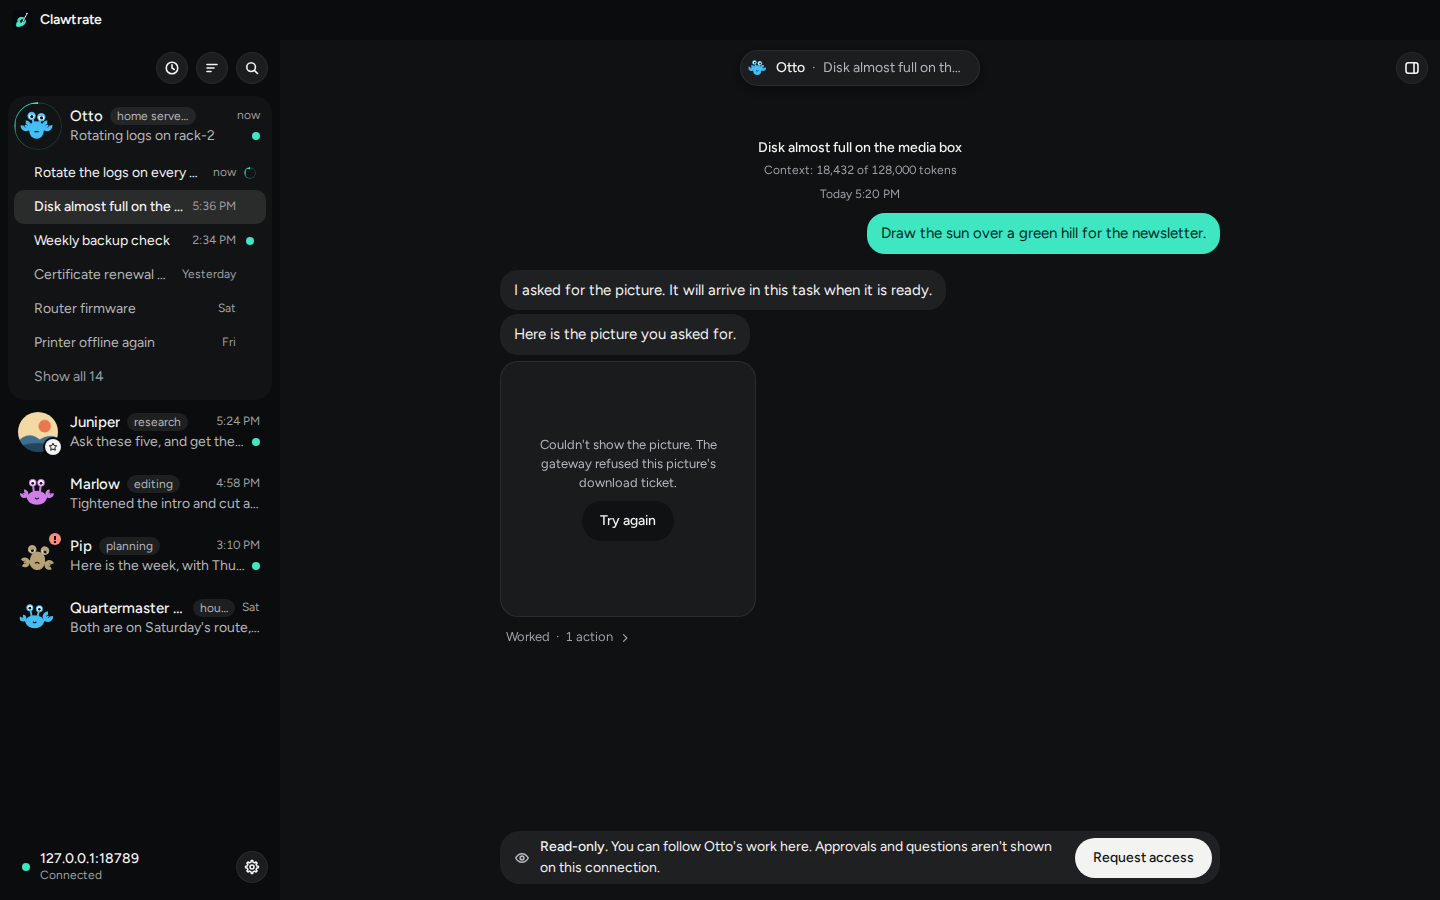 Clawtrate
Otto
home serve...
now
Rotating logs on rack-2
Rotate the logs on every ...
now
Disk almost full on the ...
5:36 PM
Weekly backup check
2:34 PM
Certificate renewal ...
Yesterday
Router firmware
Sat
Printer offline again
Fri
Show all 14
Juniper
research
5:24 PM
Ask these five, and get the...
Marlow
editing
4:58 PM
Tightened the intro and cut a...
Pip
planning
3:10 PM
Here is the week, with Thu...
Quartermaster ...
hou...
Sat
Both are on Saturday's route,...
127.0.0.1:18789
Connected
Otto · Disk almost full on th...
Disk almost full on the media box
Context: 18,432 of 128,000 tokens
Today 5:20 PM
Draw the sun over a green hill for the newsletter.
I asked for the picture. It will arrive in this task when it is ready.
Here is the picture you asked for.
Couldn't show the picture. The
gateway refused this picture's
download ticket.
Try again
Worked · 1 action
Read-only. You can follow Otto's work here. Approvals and questions aren't shown
on this connection.
Request access